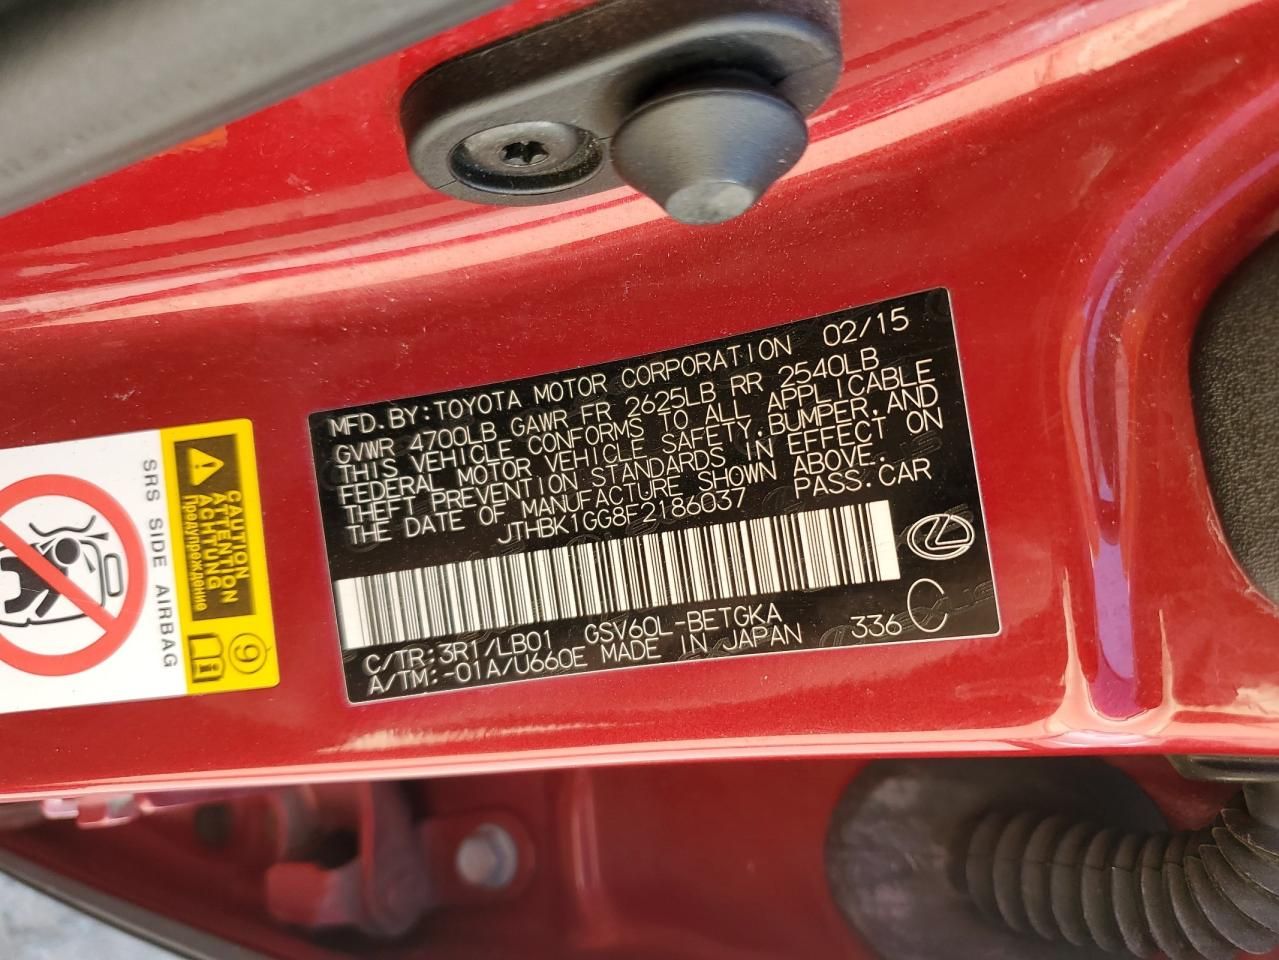 MFD.BY:TOYOTA MOTOR CORPORATION 02/15
GVWR 4700LB GAWR FR 2625LB RR 2540LB
THIS VEHICLE CONFORMS TO ALL APPLICABLE
FEDERAL MOTOR VEHICLE SAFETY,BUMPER,AND
THEFT PREVENTION STANDARDS IN EFFECT ON
THE DATE OF MANUFACTURE SHOWN ABOVE.
JTHBK1GG8F2186037 PASS.CAR
C/TR:3R1/LB01 GSV60L-BETGKA
A/TM:-01A/U660E MADE IN JAPAN 336 C
CAUTION
ATTENTION
ACHTUNG
Предупреждение
9
SRS SIDE AIRBAG